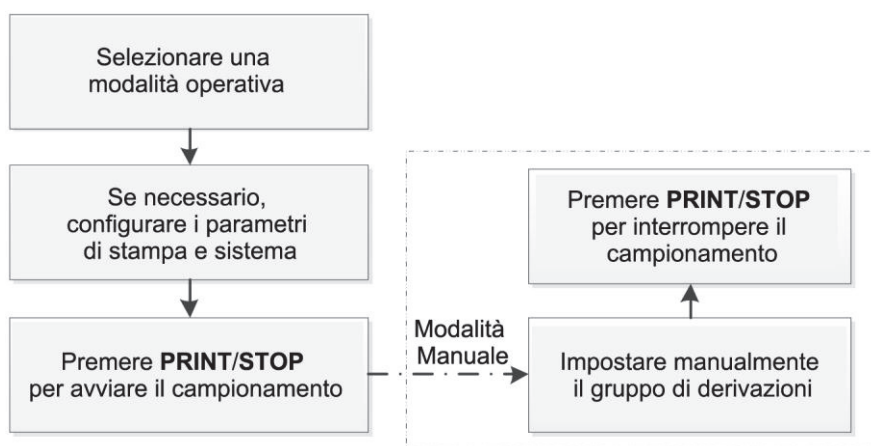 Selezionare una
modalità operativa
Se necessario,
configurare i parametri
di stampa e sistema
Premere PRINT/STOP
per avviare il campionamento
Modalità
Manuale
Impostare manualmente
il gruppo di derivazioni
Premere PRINT/STOP
per interrompere il
campionamento